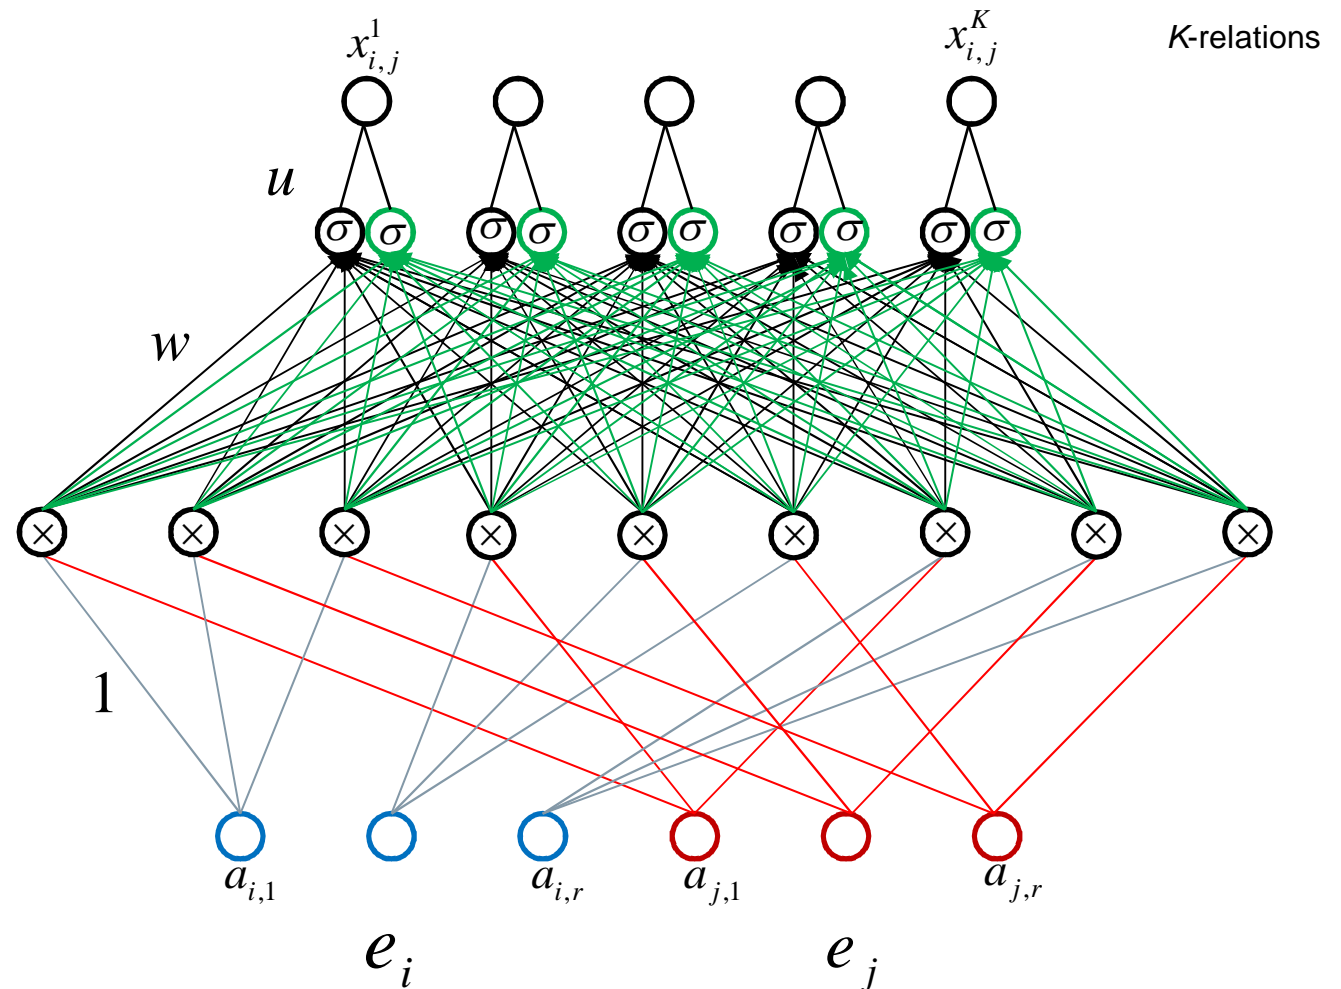 x^1_{i,j} x^K_{i,j} K-relations
u
σ σ σ σ σ σ σ σ σ σ
w
× × × × × × × × ×
1
a_{i,1} a_{i,r} a_{j,1} a_{j,r}
e_i e_j